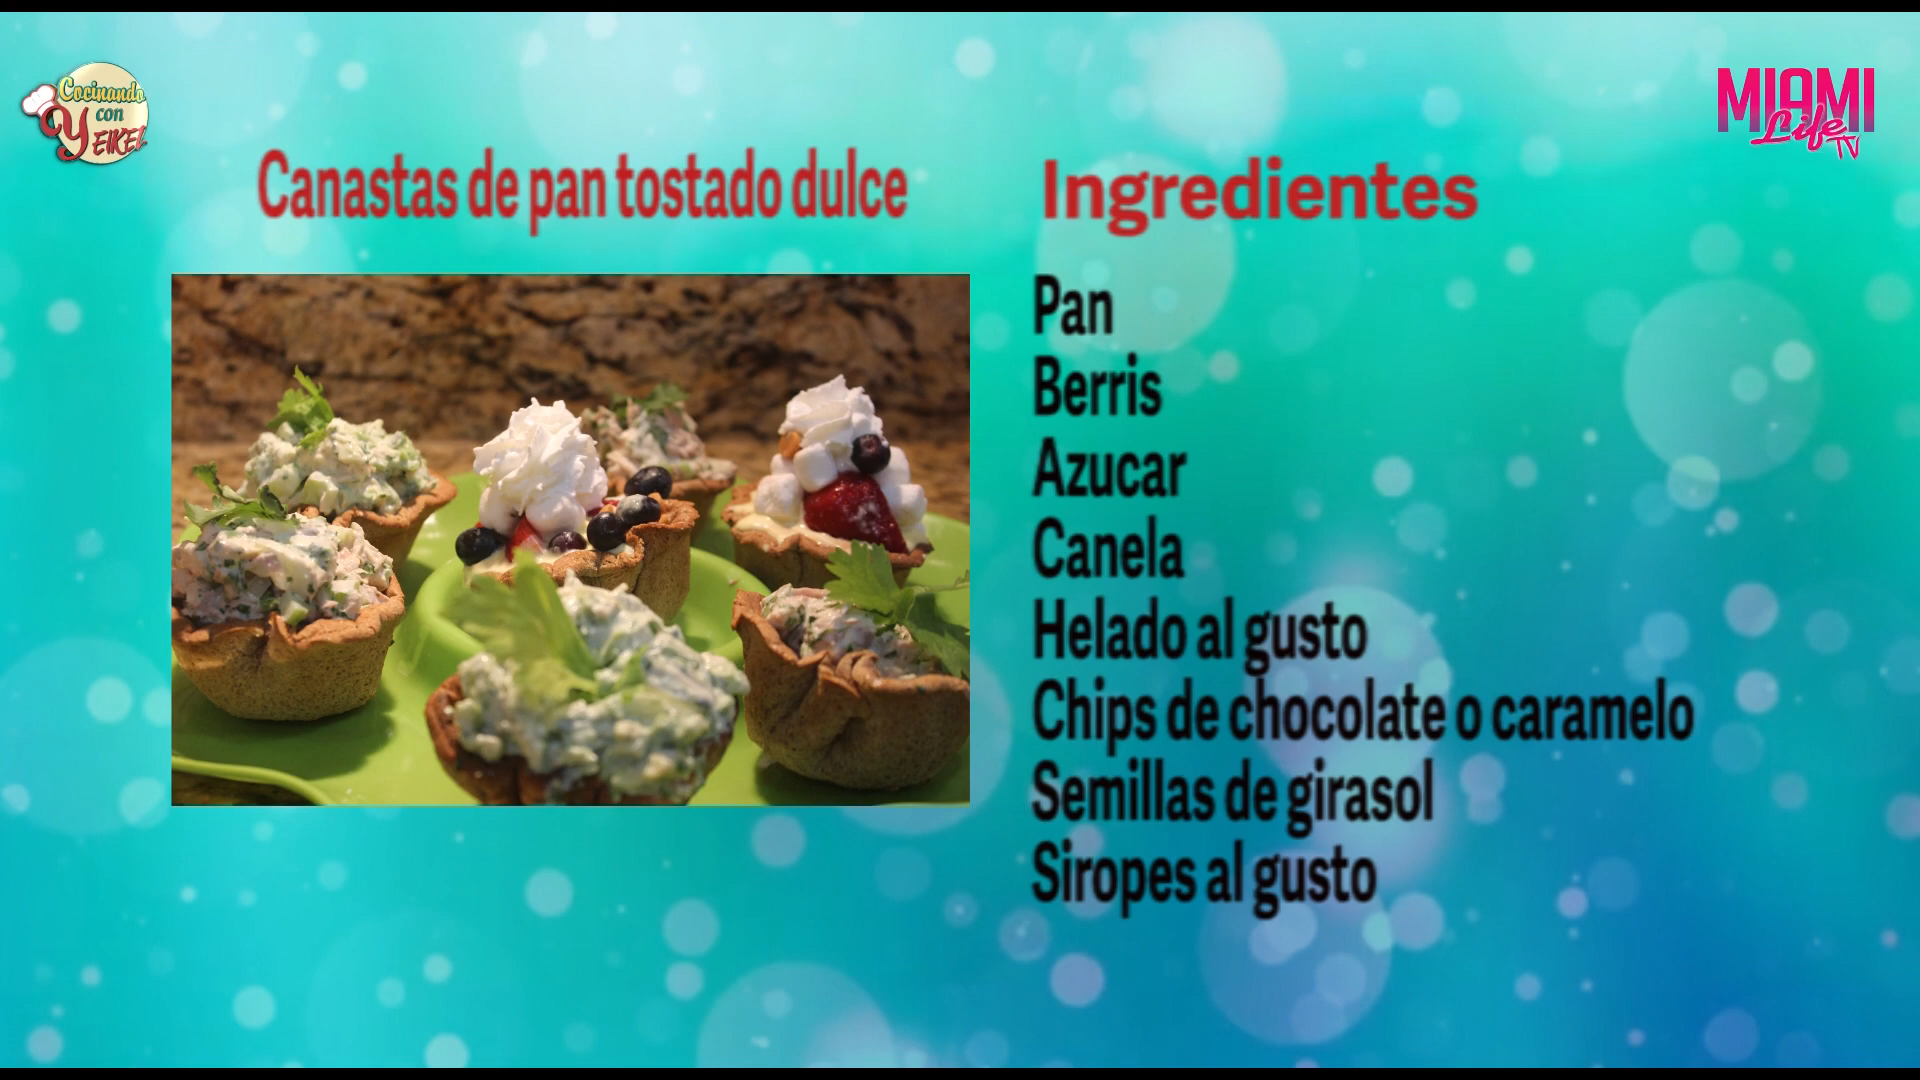 Cocinando
con
YEIKEL
MIAMI
Life
TV
Canastas de pan tostado dulce
Ingredientes
Pan
Berris
Azucar
Canela
Helado al gusto
Chips de chocolate o caramelo
Semillas de girasol
Siropes al gusto